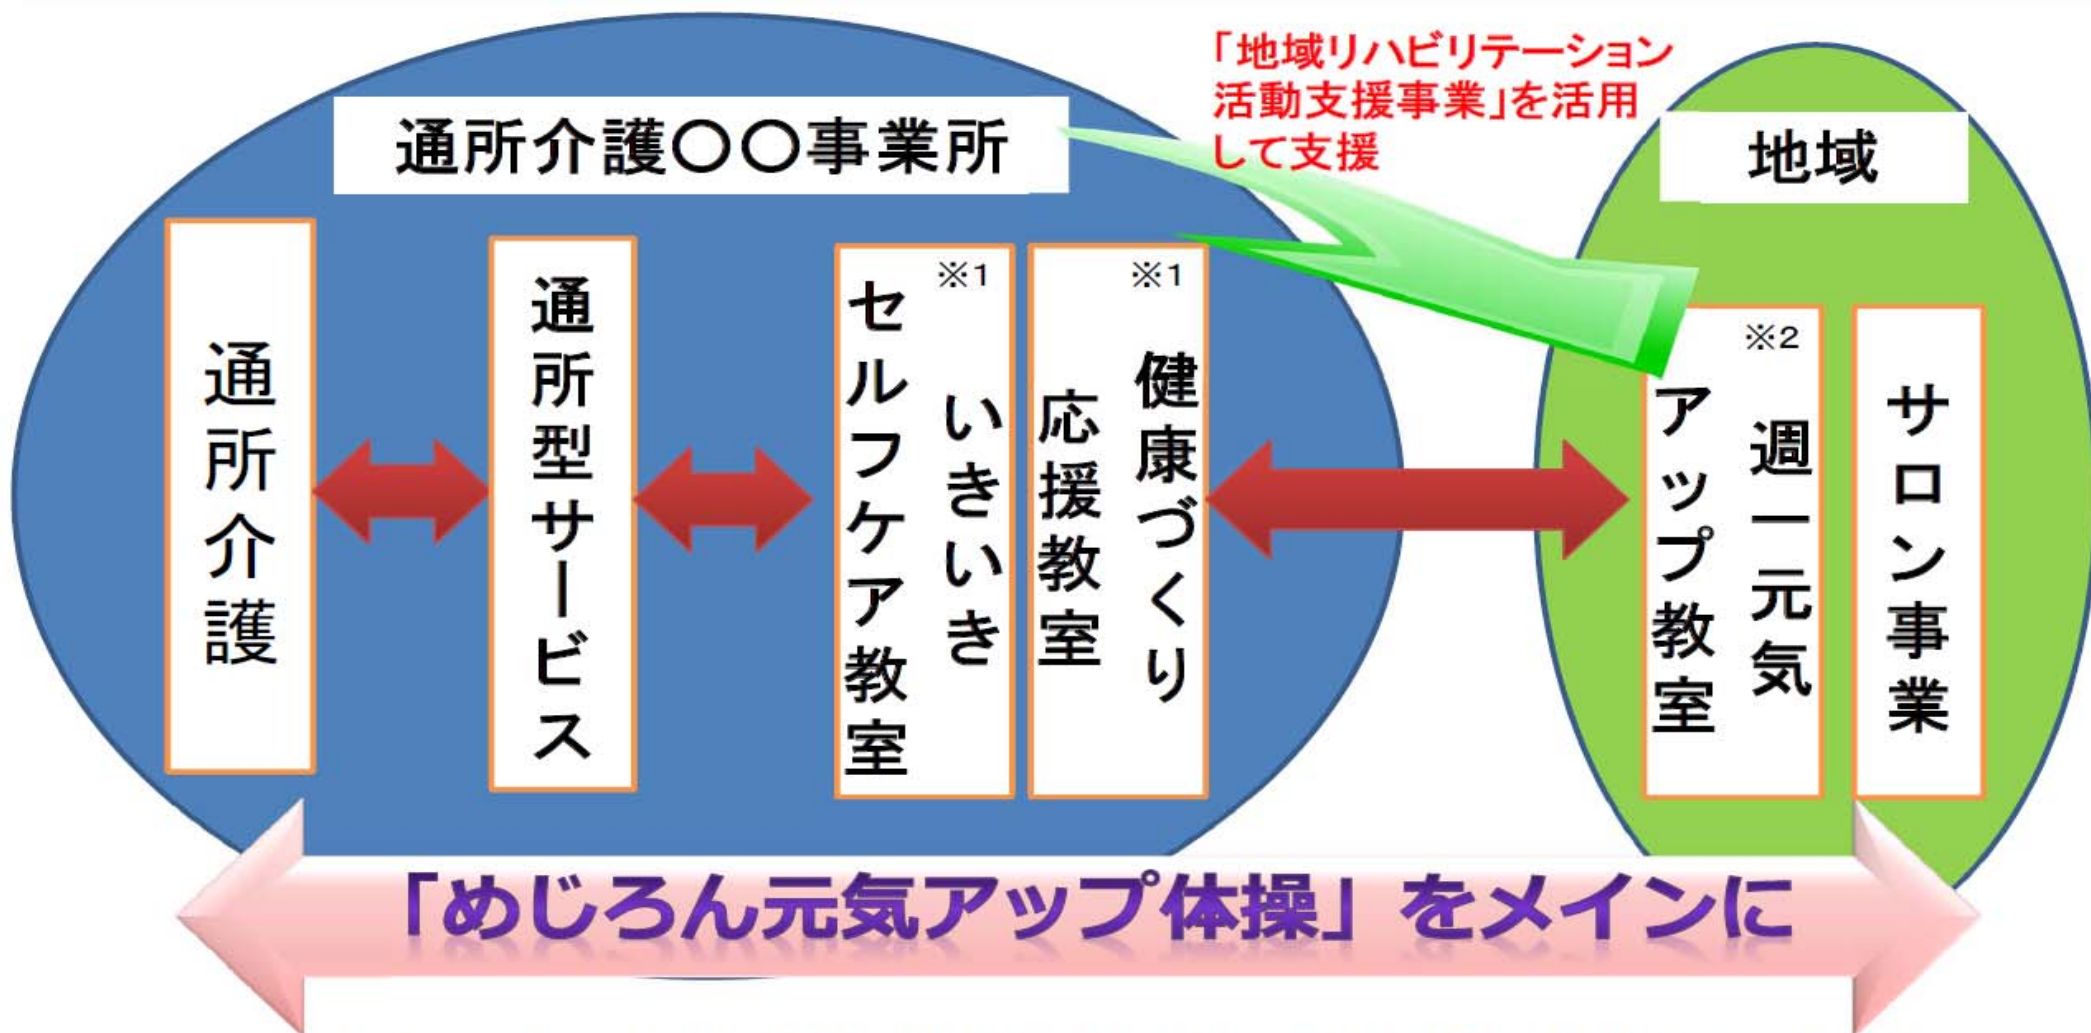 「地域リハビリテーション
活動支援事業」を活用
して支援
通所介護〇〇事業所
地域
通所介護
通所型サービス
※1
いきいき
セルフケア教室
※1
健康づくり
応援教室
※2
週一元気
アップ教室
サロン事業
「めじろん元気アップ体操」をメインに